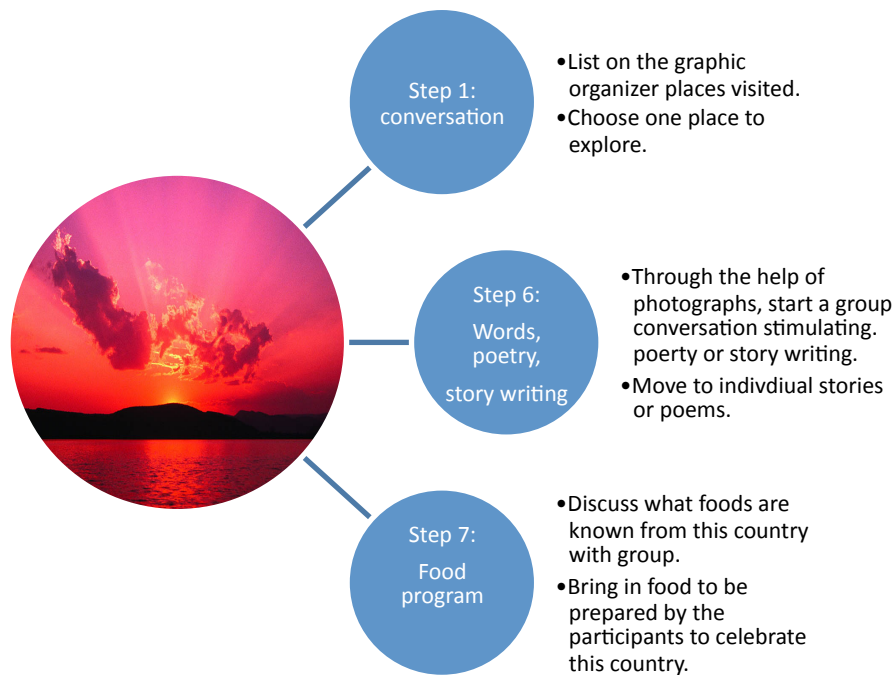 Step 1:
conversation
•List on the graphic
organizer places visited.
•Choose one place to
explore.
Step 6:
Words,
poetry,
story writing
•Through the help of
photographs, start a group
conversation stimulating.
poerty or story writing.
•Move to indivdiual stories
or poems.
Step 7:
Food
program
•Discuss what foods are
known from this country
with group.
•Bring in food to be
prepared by the
participants to celebrate
this country.